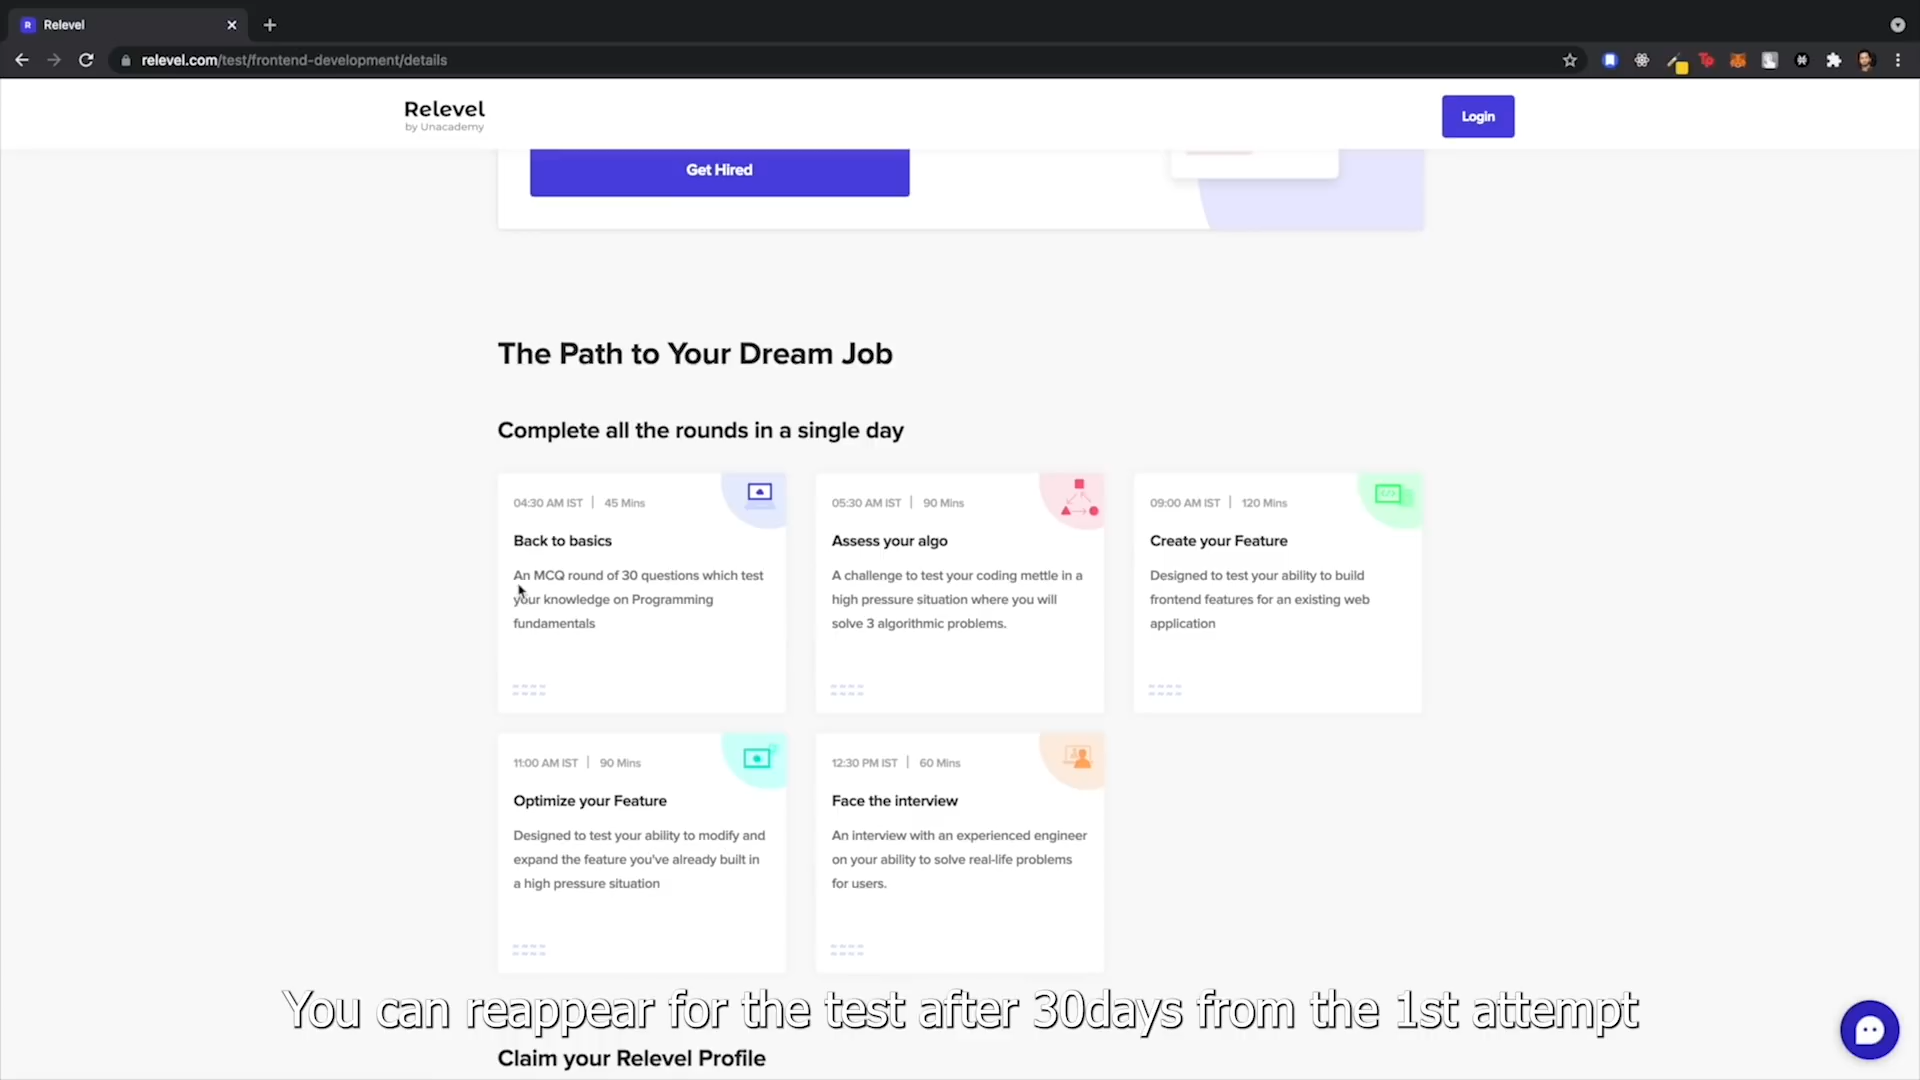 Relevel
relevel.com/test/frontend-development/details
Relevel
by Unacademy
Login
Get Hired
The Path to Your Dream Job
Complete all the rounds in a single day
04:30 AM IST | 45 Mins
Back to basics
An MCQ round of 30 questions which test
your knowledge on Programming
fundamentals
05:30 AM IST | 90 Mins
Assess your algo
A challenge to test your coding mettle in a
high pressure situation where you will
solve 3 algorithmic problems.
09:00 AM IST | 120 Mins
Create your Feature
Designed to test your ability to build
frontend features for an existing web
application
11:00 AM IST | 90 Mins
Optimize your Feature
Designed to test your ability to modify and
expand the feature you've already built in
a high pressure situation
12:30 PM IST | 60 Mins
Face the interview
An interview with an experienced engineer
on your ability to solve real-life problems
for users.
You can reappear for the test after 30days from the 1st attempt
Claim your Relevel Profile